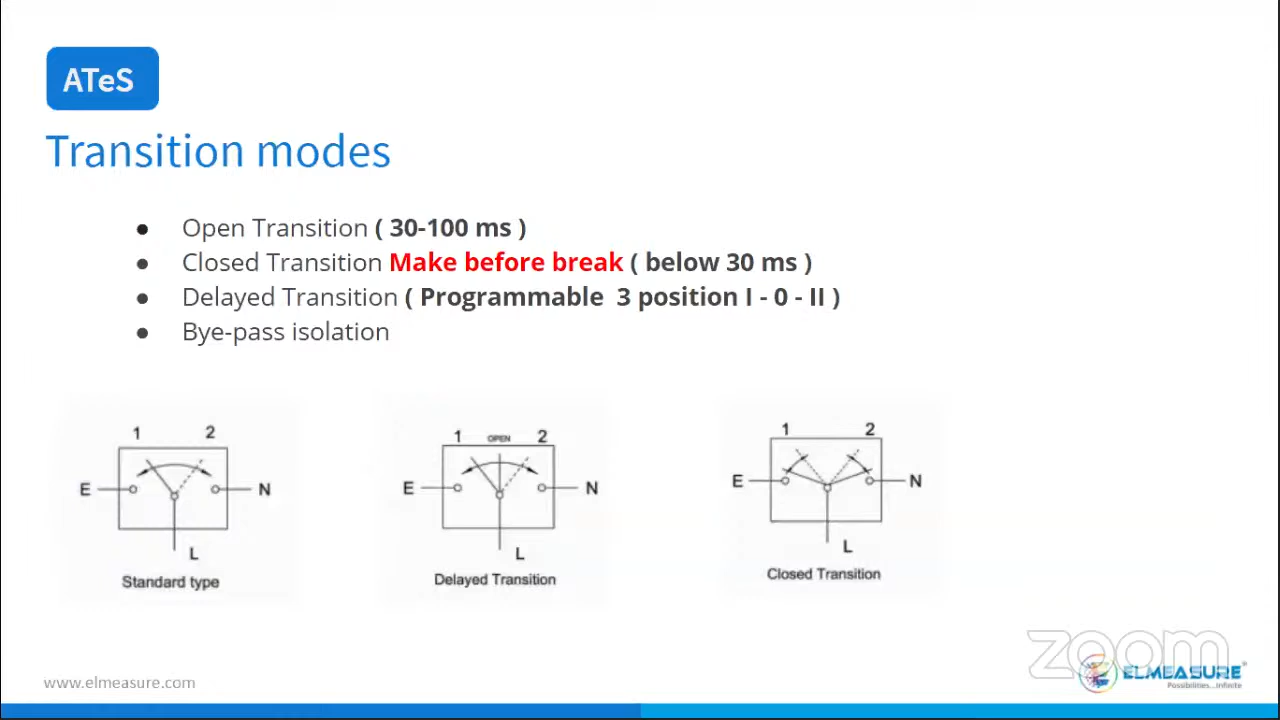 ATeS
Transition modes
● Open Transition ( 30-100 ms )
● Closed Transition Make before break ( below 30 ms )
● Delayed Transition ( Programmable 3 position I - 0 - II )
● Bye-pass isolation
1 2
E N
L
Standard type
1 OPEN 2
E N
L
Delayed Transition
1 2
E N
L
Closed Transition
zoom
ELMEASURE®
Possibilities...Infinite
www.elmeasure.com